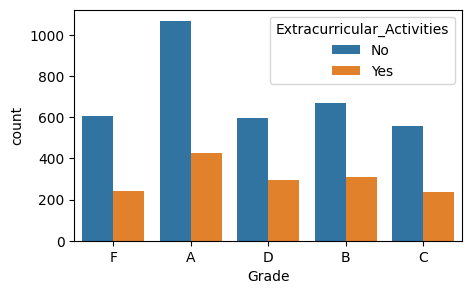 Extracurricular_Activities
No
Yes
count
1000
800
600
400
200
0
F A D B C
Grade